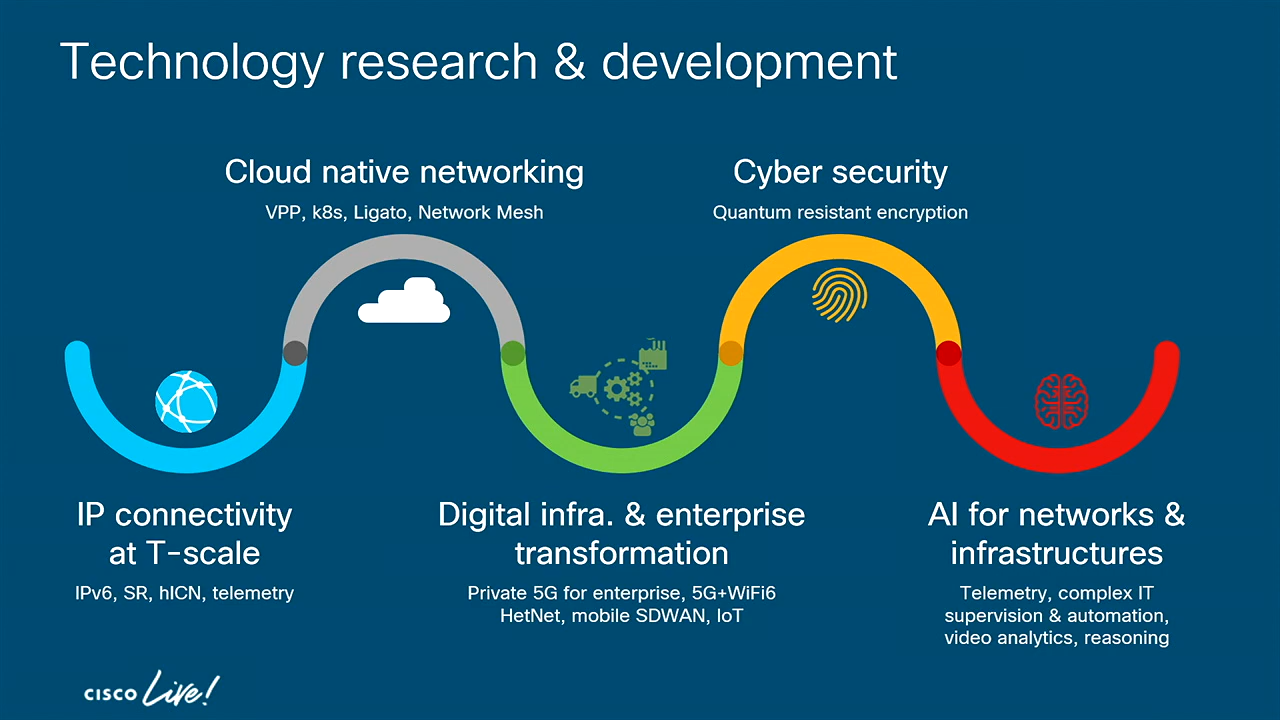 Technology research & development
Cloud native networking
VPP, k8s, Ligato, Network Mesh
Cyber security
Quantum resistant encryption
IP connectivity
at T-scale
IPv6, SR, hICN, telemetry
Digital infra. & enterprise
transformation
Private 5G for enterprise, 5G+WiFi6
HetNet, mobile SDWAN, IoT
AI for networks &
infrastructures
Telemetry, complex IT
supervision & automation,
video analytics, reasoning
CISCO Live!